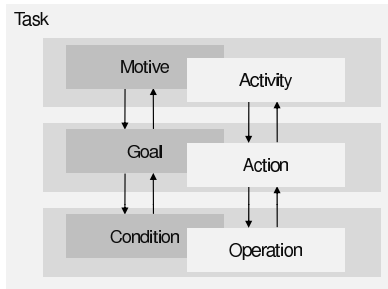 Task
Motive
Activity
Goal
Action
Condition
Operation